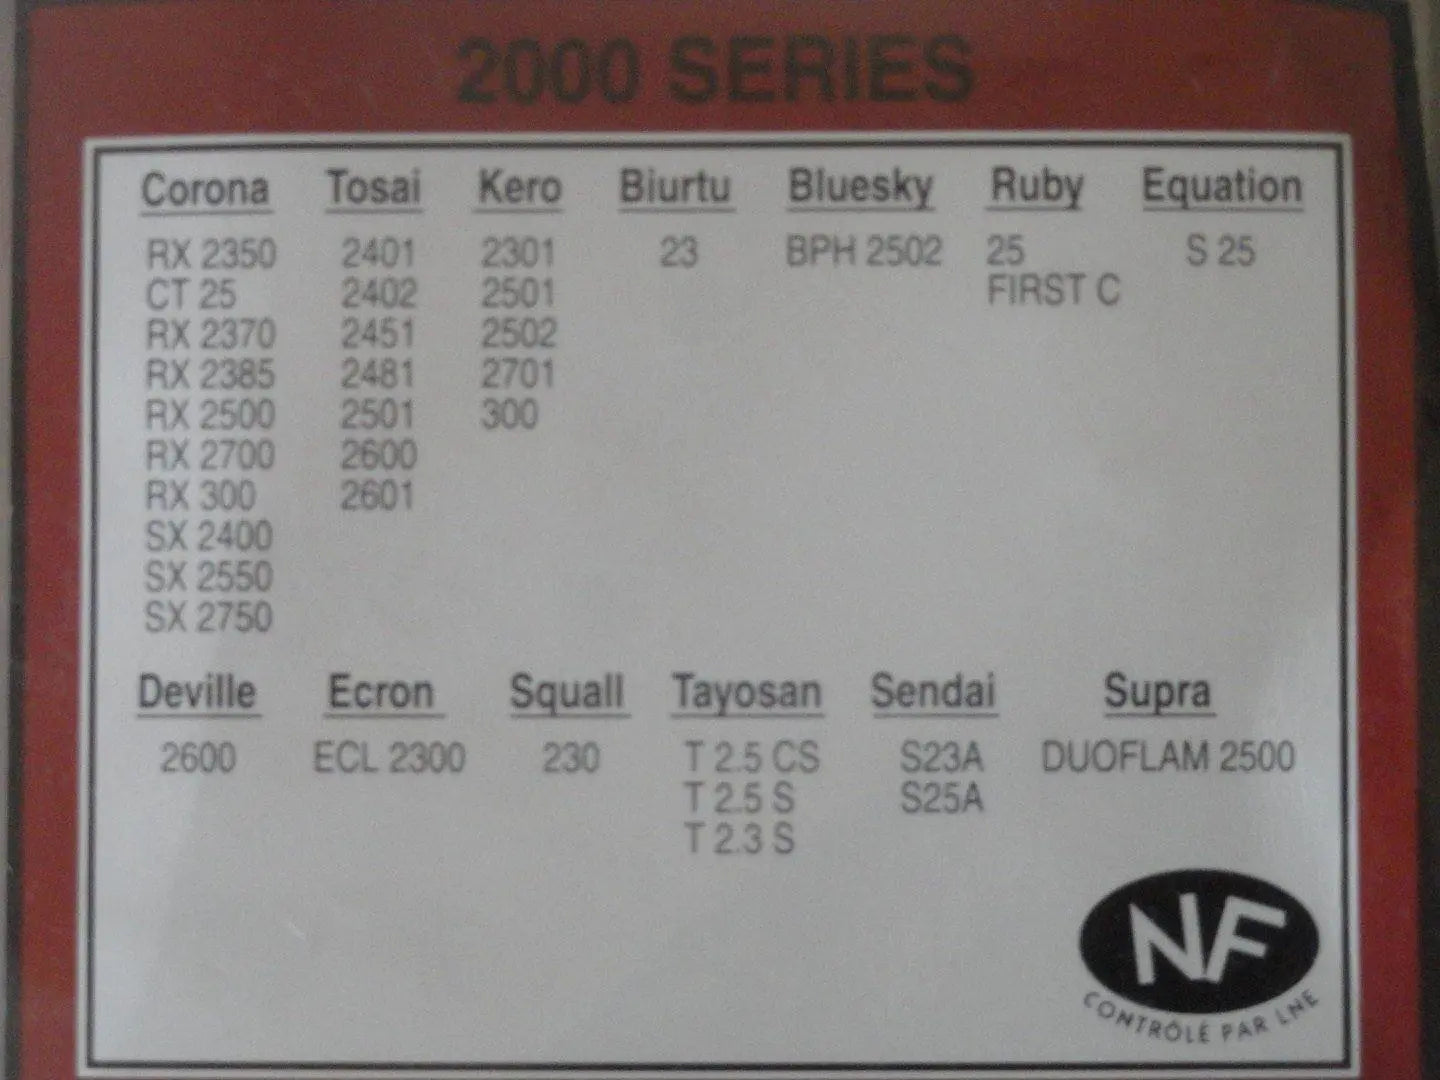 2000 SERIES
Corona Tosai Kero Biurtu Bluesky Ruby Equation
RX 2350 2401 2301 23 BPH 2502 25 S 25
CT 25 2402 2501 FIRST C
RX 2370 2451 2502
RX 2385 2481 2701
RX 2500 2501 300
RX 2700 2600
RX 300 2601
SX 2400
SX 2550
SX 2750
Deville Ecron Squall Tayosan Sendai Supra
2600 ECL 2300 230 T 2.5 CS S23A DUOFLAM 2500
T 2.5 S S25A
T 2.3 S
NF
CONTRÔLÉ PAR LNE